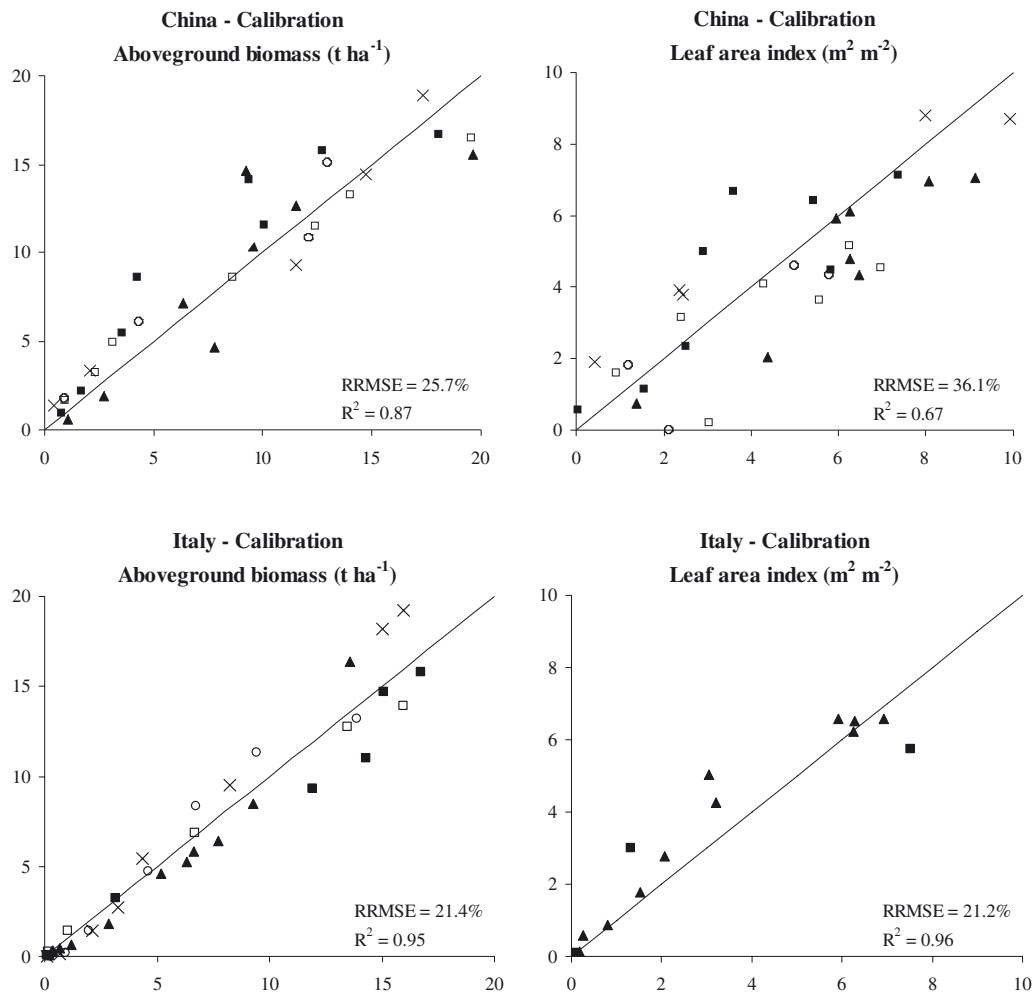 China - Calibration
Aboveground biomass (t ha⁻¹)
20
15
10
5
0
RRMSE = 25.7%
R² = 0.87
0 5 10 15 20
China - Calibration
Leaf area index (m² m⁻²)
10
8
6
4
2
0
RRMSE = 36.1%
R² = 0.67
0 2 4 6 8 10
Italy - Calibration
Aboveground biomass (t ha⁻¹)
20
15
10
5
0
RRMSE = 21.4%
R² = 0.95
0 5 10 15 20
Italy - Calibration
Leaf area index (m² m⁻²)
10
8
6
4
2
0
RRMSE = 21.2%
R² = 0.96
0 2 4 6 8 10